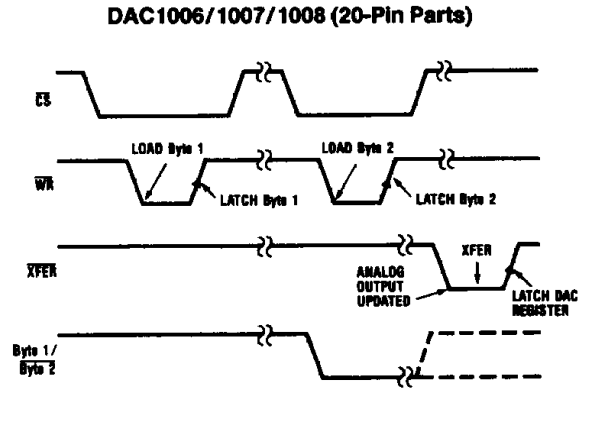 DAC1006/1007/1008 (20-Pin Parts)
CS
LOAD Byte 1
LOAD Byte 2
WR
LATCH Byte 1
LATCH Byte 2
XFER
XFER
ANALOG
OUTPUT
UPDATED
LATCH DAC
REGISTER
Byte 1/
Byte 2